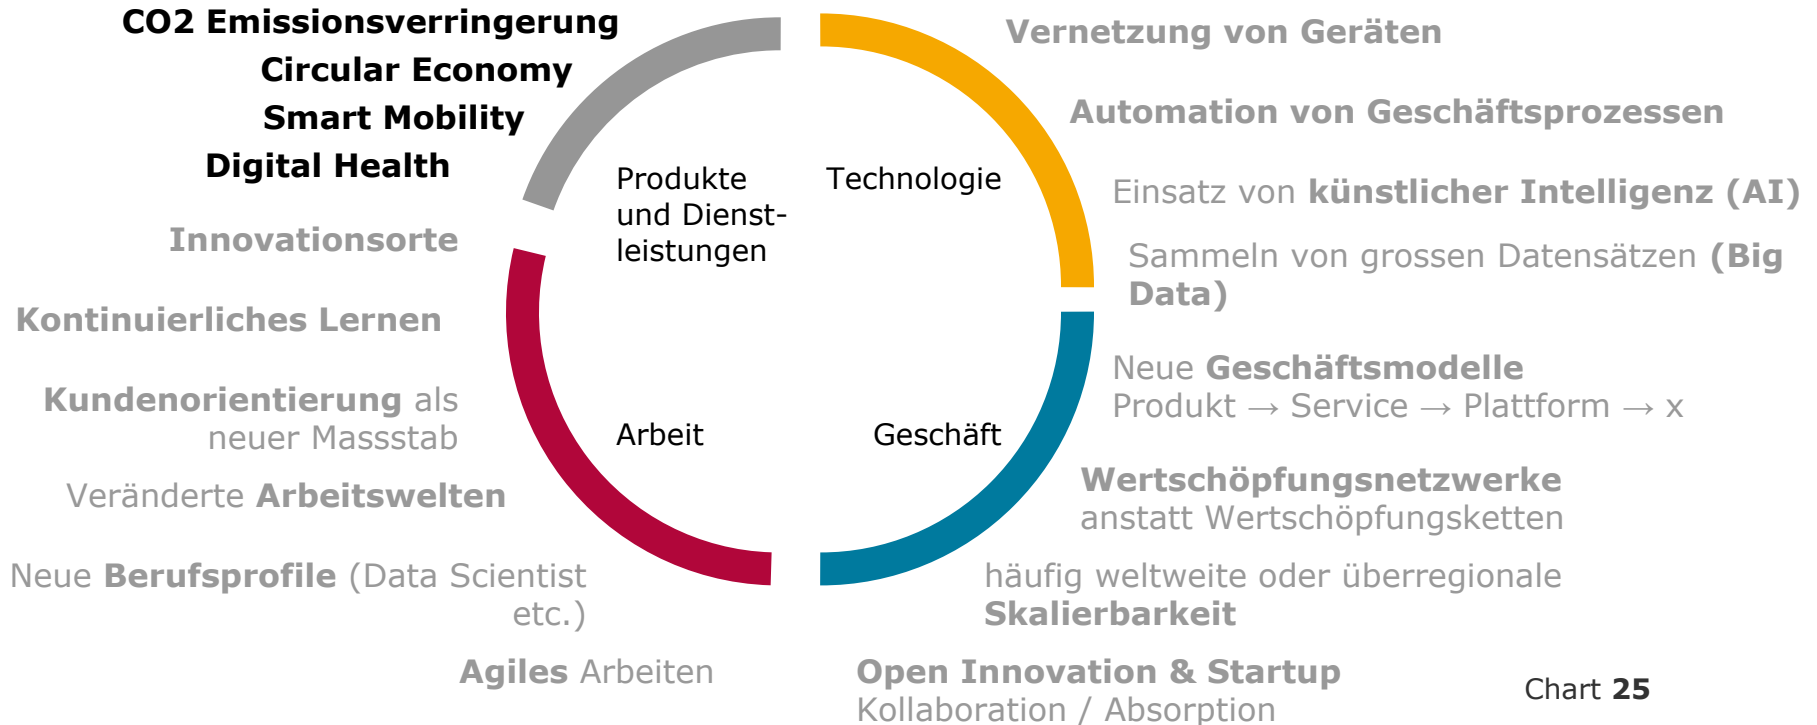 CO2 Emissionsverringerung
Circular Economy
Smart Mobility
Digital Health
Innovationsorte
Kontinuierliches Lernen
Kundenorientierung als
neuer Massstab
Veränderte Arbeitswelten
Neue Berufsprofile (Data Scientist
etc.)
Agiles Arbeiten
Produkte
und Dienst-
leistungen
Technologie
Arbeit
Geschäft
Vernetzung von Geräten
Automation von Geschäftsprozessen
Einsatz von künstlicher Intelligenz (AI)
Sammeln von grossen Datensätzen (Big
Data)
Neue Geschäftsmodelle
Produkt → Service → Plattform → x
Wertschöpfungsnetzwerke
anstatt Wertschöpfungsketten
häufig weltweite oder überregionale
Skalierbarkeit
Open Innovation & Startup
Kollaboration / Absorption
Chart 25